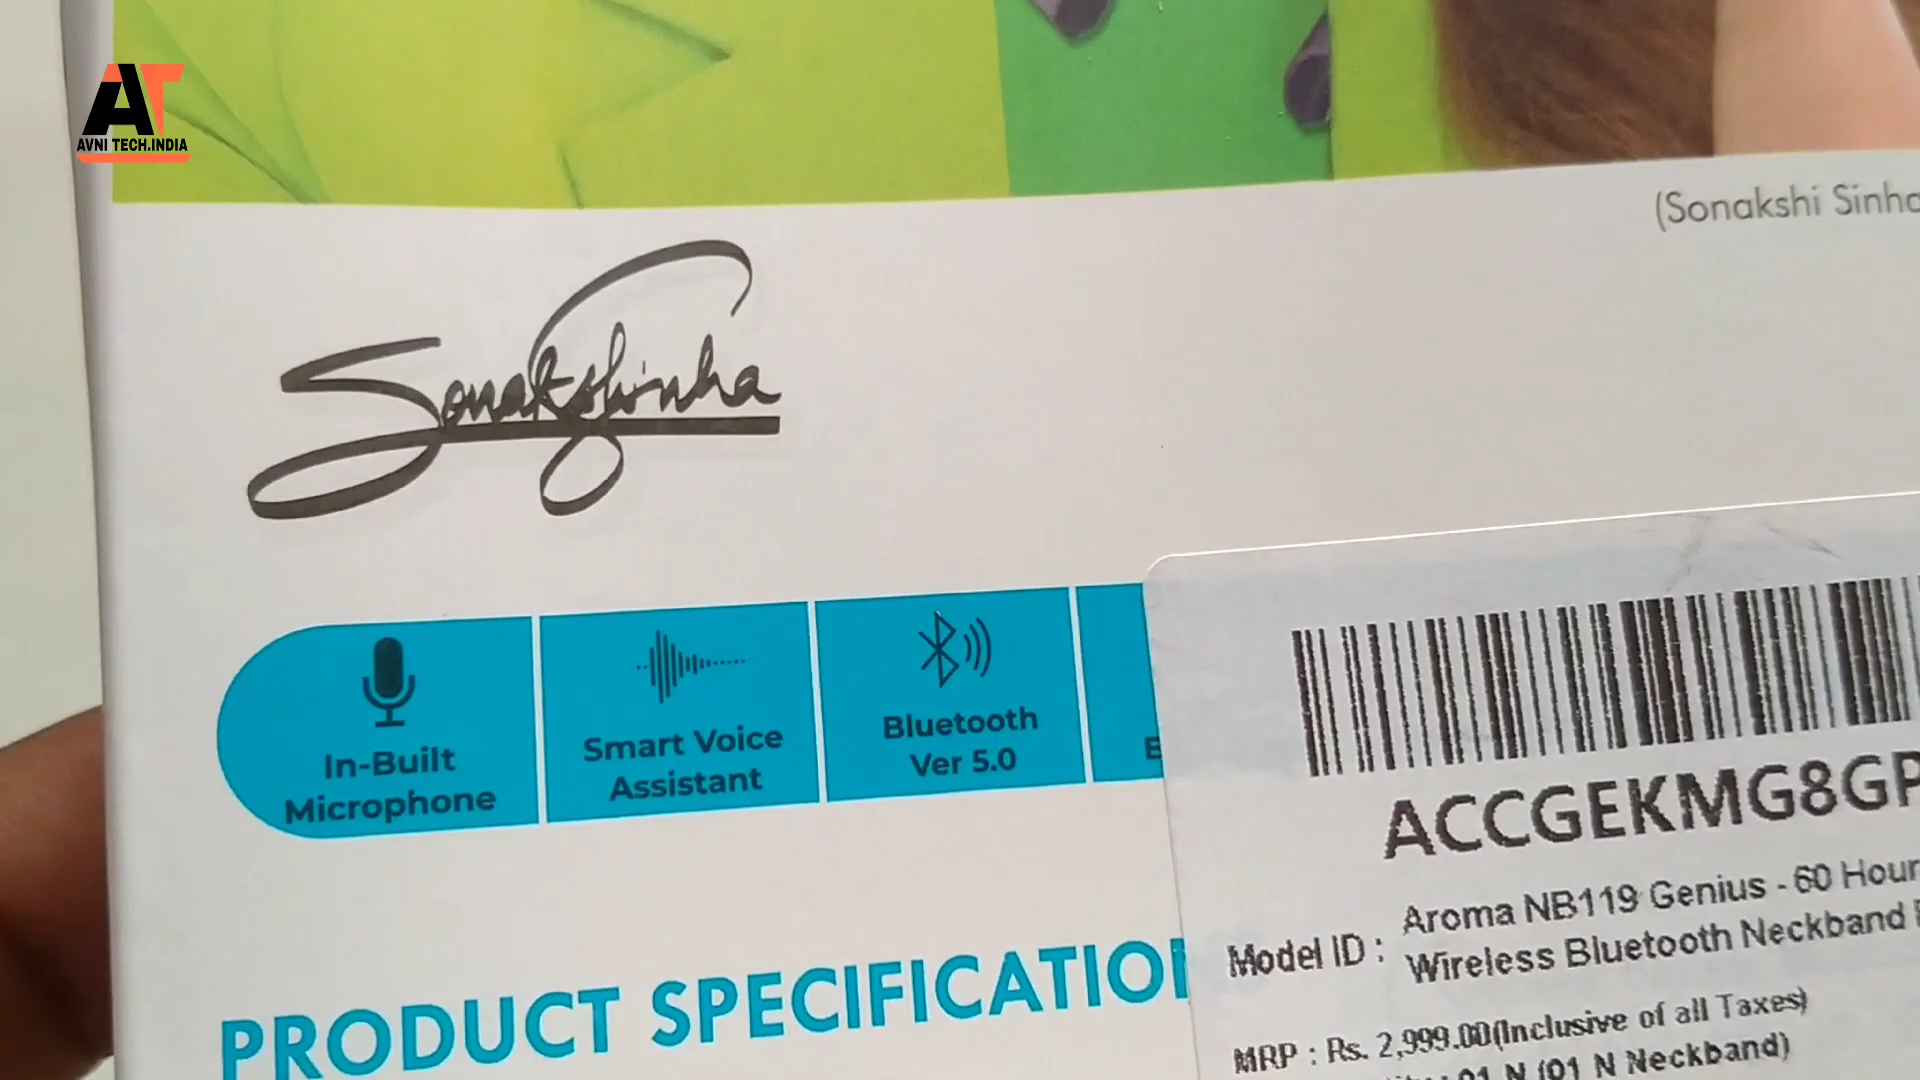 AT
AVNI TECH.INDIA
(Sonakshi Sinha
Sonakshi Sinha
In-Built
Microphone
Smart Voice
Assistant
Bluetooth
Ver 5.0
ACCGEKMG8GP
Model ID : Aroma NB119 Genius - 60 Hour
Wireless Bluetooth Neckband
PRODUCT SPECIFICATION
MRP : Rs. 2,999.00(Inclusive of all Taxes)
01 N (01 N Neckband)